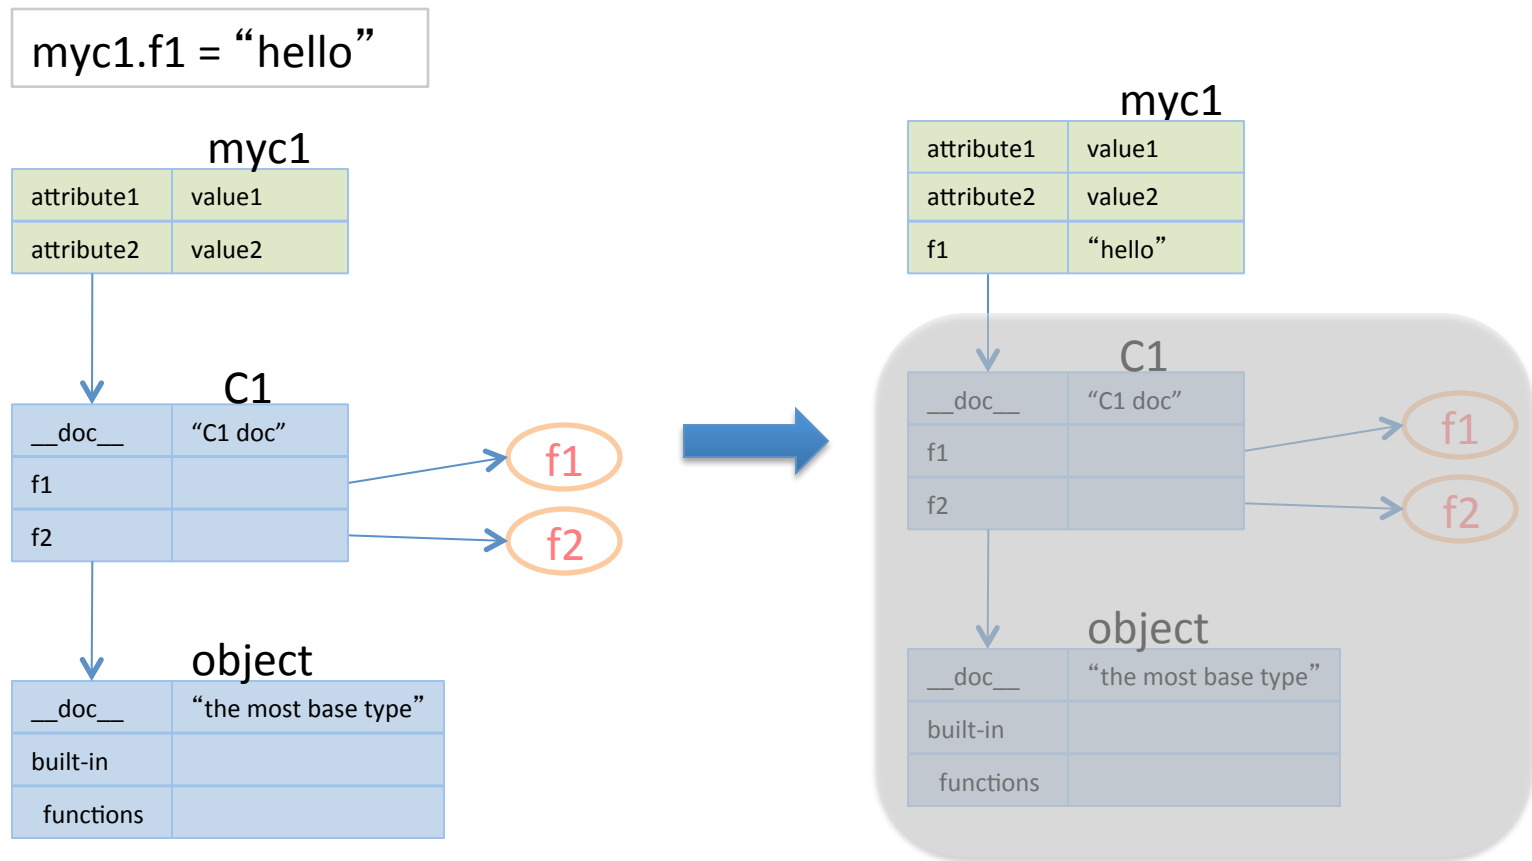 myc1.f1 = “hello”
myc1
attribute1 value1
attribute2 value2
C1
__doc__ “C1 doc”
f1
f2
f1
f2
object
__doc__ “the most base type”
built-in
functions
myc1
attribute1 value1
attribute2 value2
f1 “hello”
C1
__doc__ “C1 doc”
f1
f2
f1
f2
object
__doc__ “the most base type”
built-in
functions